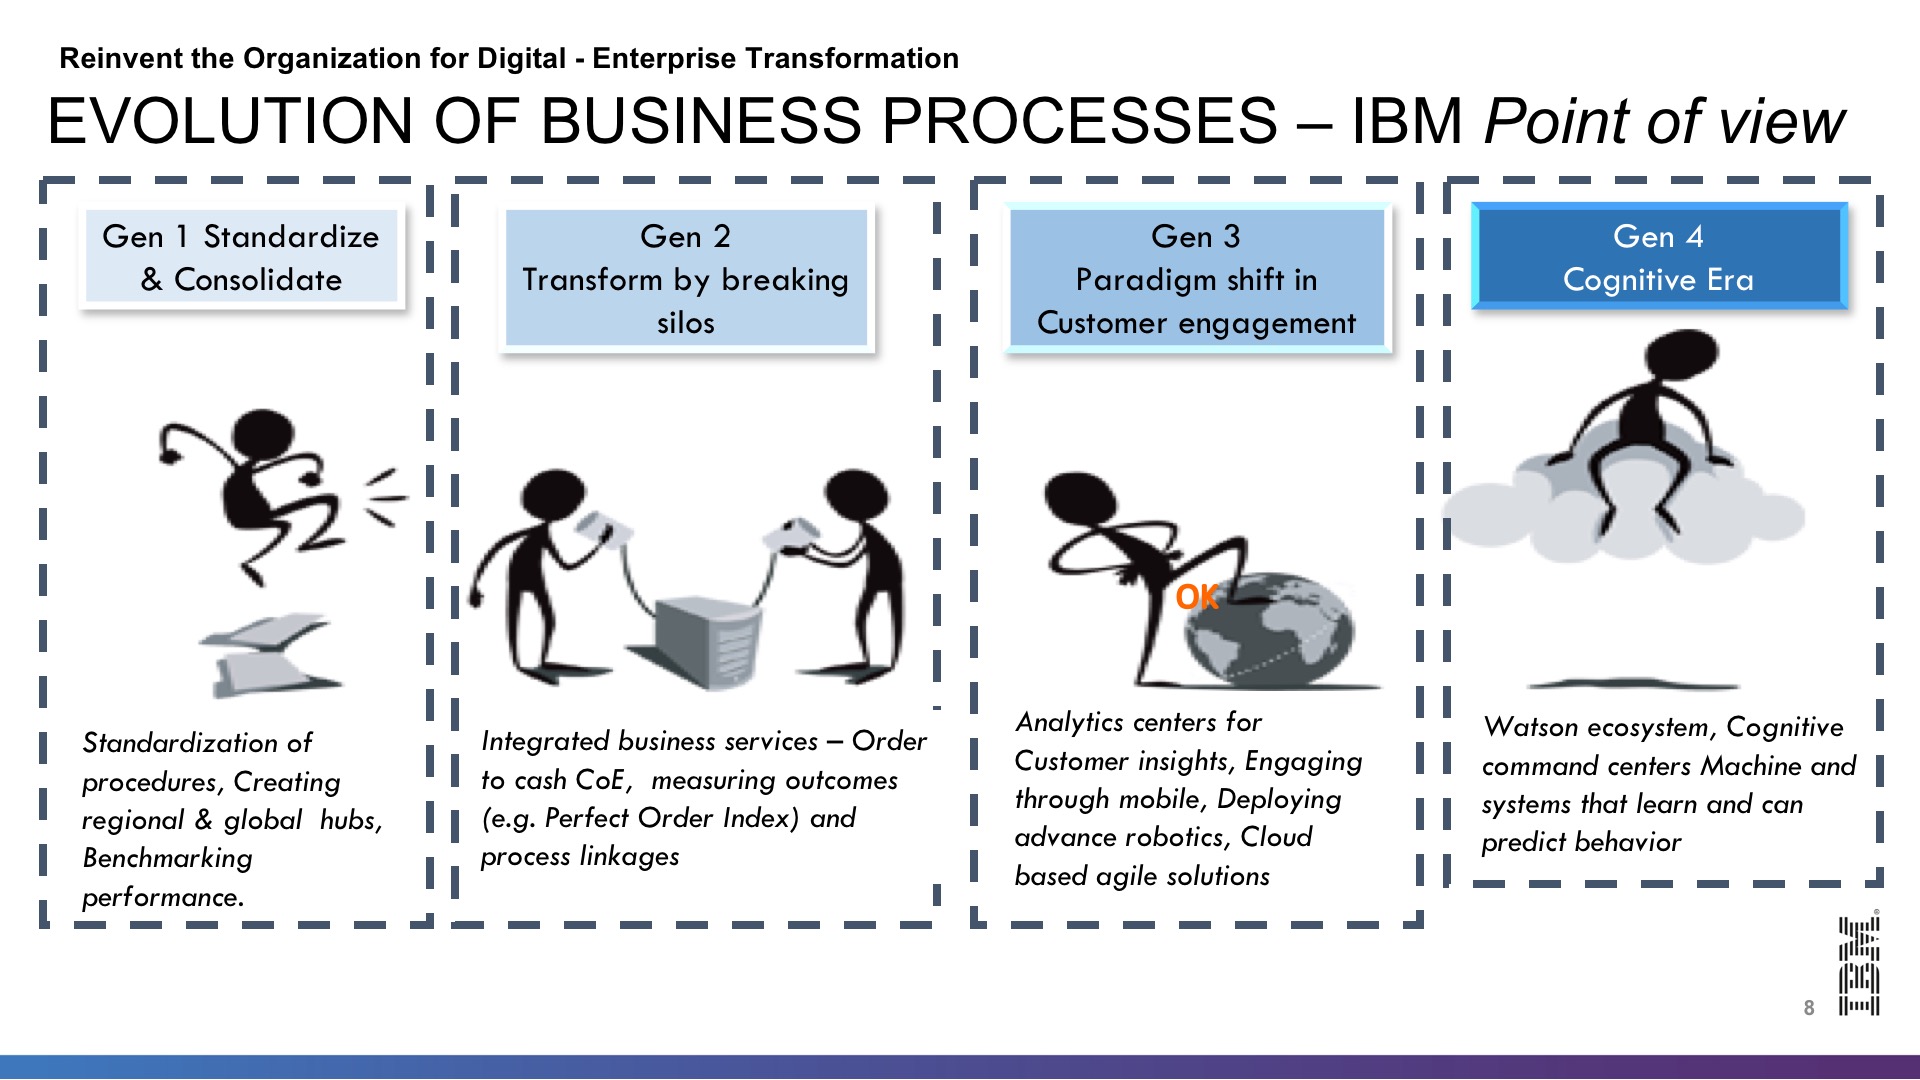 Reinvent the Organization for Digital - Enterprise Transformation
EVOLUTION OF BUSINESS PROCESSES – IBM Point of view
Gen 1 Standardize
& Consolidate
Standardization of
procedures, Creating
regional & global  hubs,
Benchmarking
performance.
Gen 2
Transform by breaking
silos
Integrated business services – Order
to cash CoE,  measuring outcomes
(e.g. Perfect Order Index) and
process linkages
Gen 3
Paradigm shift in
Customer engagement
OK
Analytics centers for
Customer insights, Engaging
through mobile, Deploying
advance robotics, Cloud
based agile solutions
Gen 4
Cognitive Era
Watson ecosystem, Cognitive
command centers Machine and
systems that learn and can
predict behavior
IBM®
8